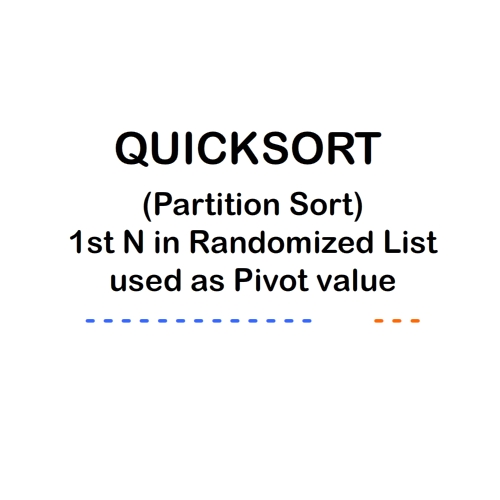 QUICKSORT
(Partition Sort)
1st N in Randomized List
used as Pivot value